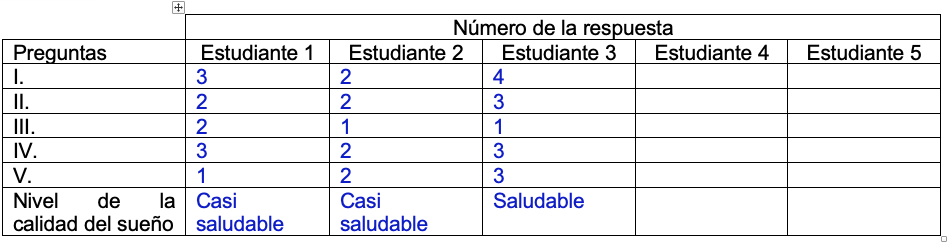 Número de la respuesta
Preguntas Estudiante 1 Estudiante 2 Estudiante 3 Estudiante 4 Estudiante 5
I. 3 2 4
II. 2 2 3
III. 2 1 1
IV. 3 2 3
V. 1 2 3
Nivel de la Casi Casi Saludable
calidad del sueño saludable saludable